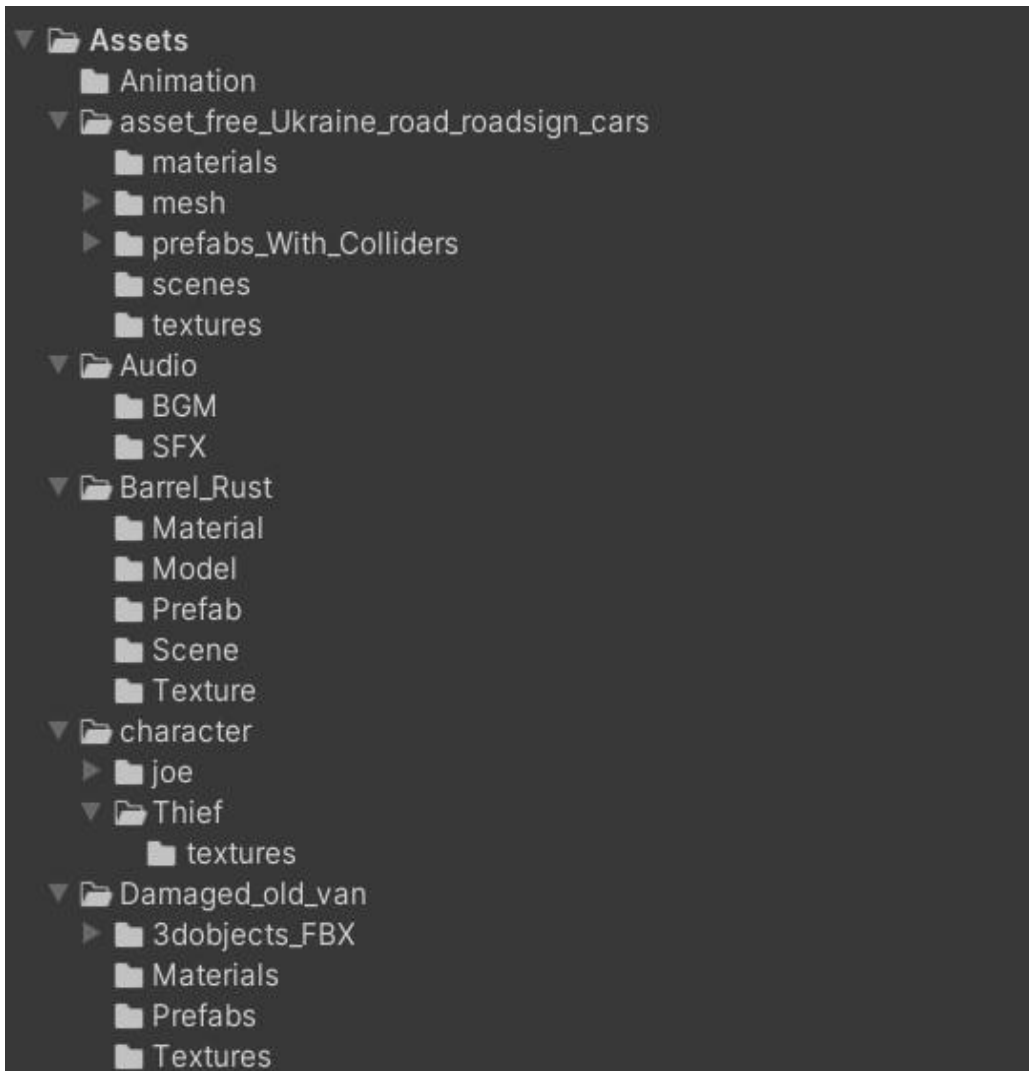 Assets
Animation
asset_free_Ukraine_road_roadsign_cars
materials
mesh
prefabs_With_Colliders
scenes
textures
Audio
BGM
SFX
Barrel_Rust
Material
Model
Prefab
Scene
Texture
character
joe
Thief
textures
Damaged_old_van
3dobjects_FBX
Materials
Prefabs
Textures